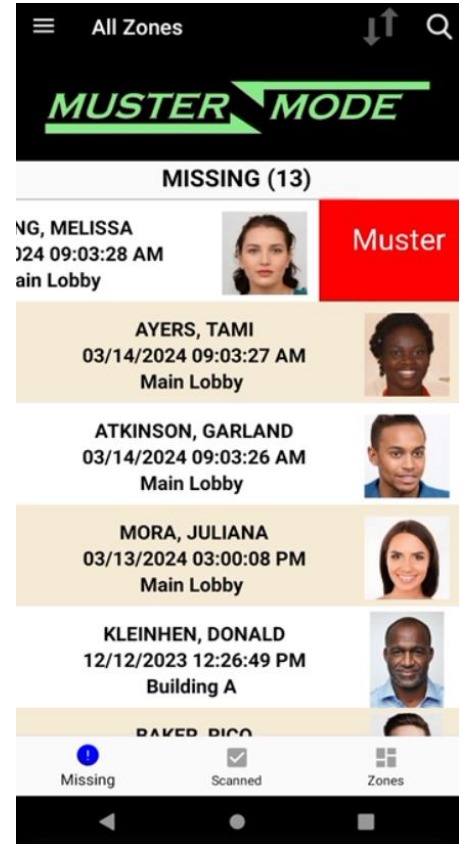 All Zones
MUSTER MODE
MISSING (13)
NG, MELISSA
024 09:03:28 AM
ain Lobby
Muster
AYERS, TAMI
03/14/2024 09:03:27 AM
Main Lobby
ATKINSON, GARLAND
03/14/2024 09:03:26 AM
Main Lobby
MORA, JULIANA
03/13/2024 03:00:08 PM
Main Lobby
KLEINHEN, DONALD
12/12/2023 12:26:49 PM
Building A
BAKER, RICO
Missing
Scanned
Zones